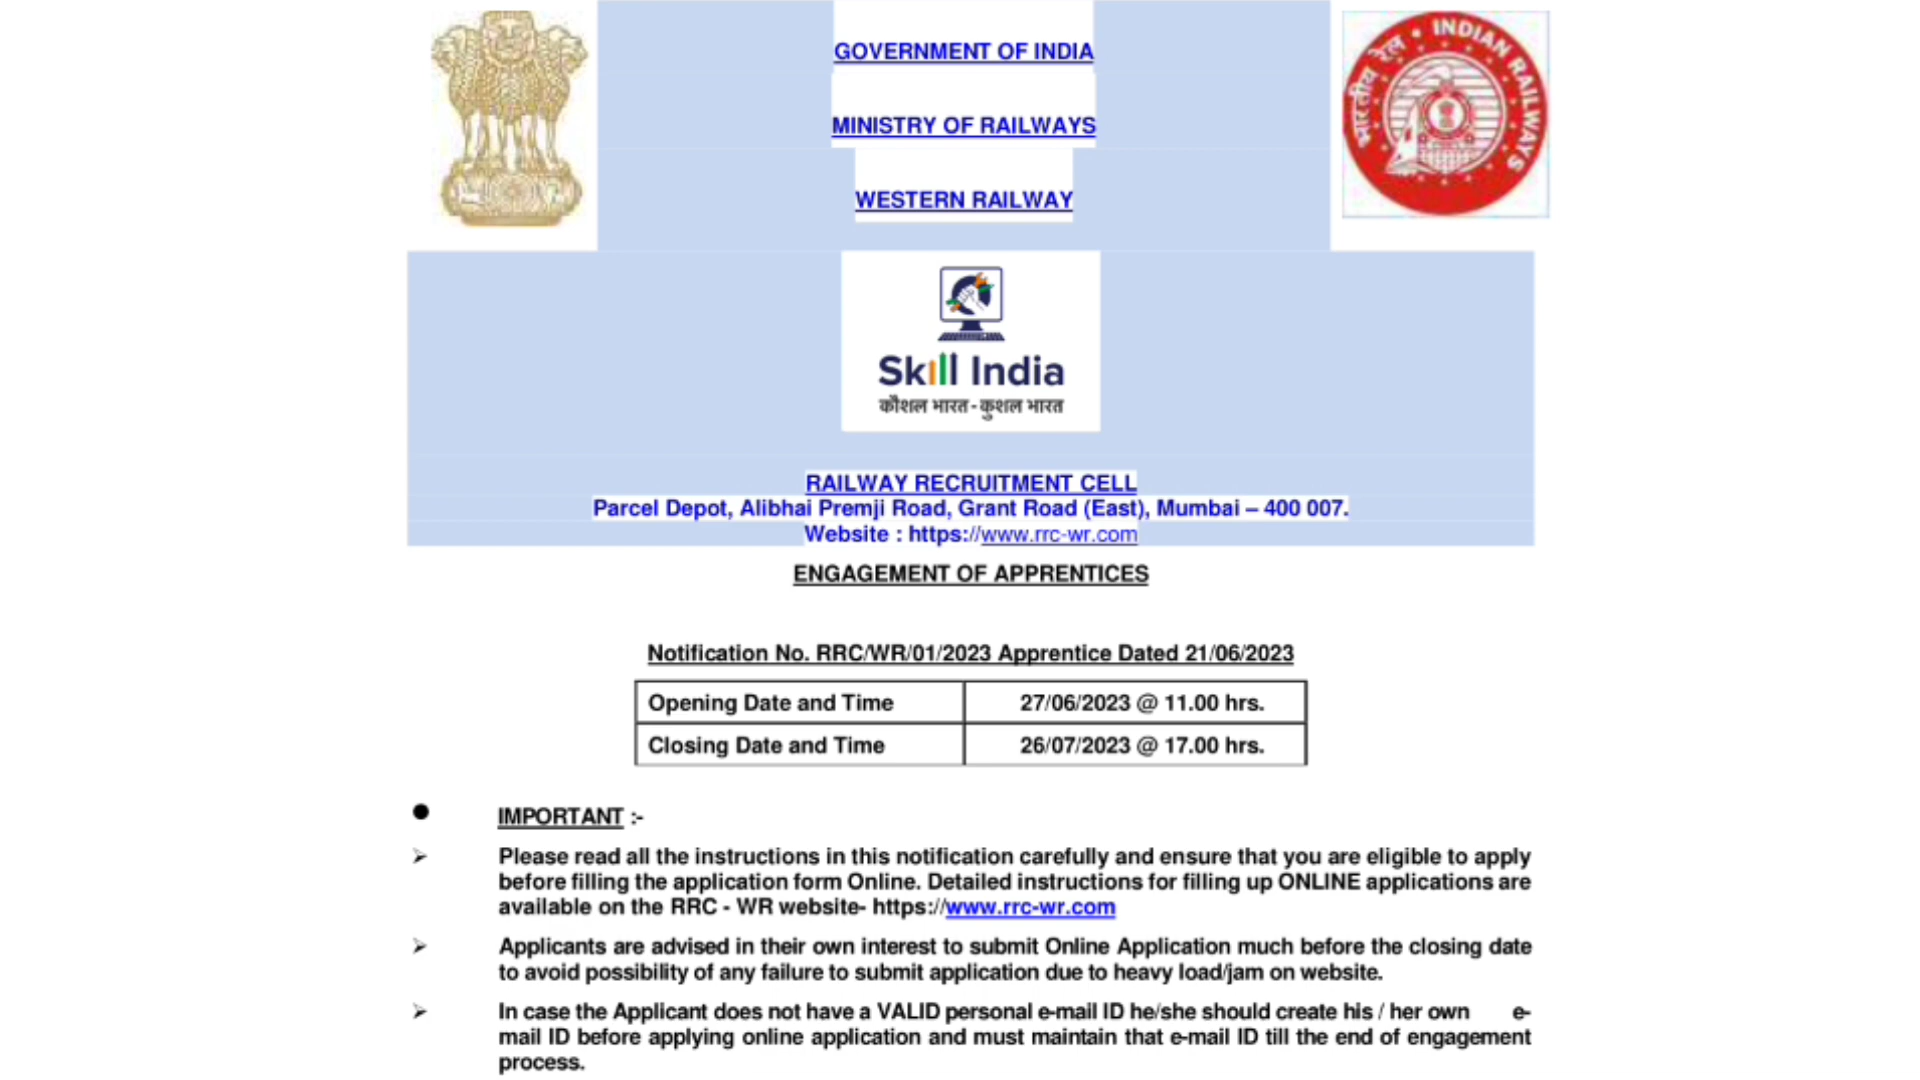 GOVERNMENT OF INDIA
MINISTRY OF RAILWAYS
WESTERN RAILWAY
भारतीय रेल • INDIAN RAILWAYS
Skill India
कौशल भारत - कुशल भारत
RAILWAY RECRUITMENT CELL
Parcel Depot, Alibhai Premji Road, Grant Road (East), Mumbai – 400 007.
Website : https://www.rrc-wr.com
ENGAGEMENT OF APPRENTICES
Notification No. RRC/WR/01/2023 Apprentice Dated 21/06/2023
Opening Date and Time 27/06/2023 @ 11.00 hrs.
Closing Date and Time 26/07/2023 @ 17.00 hrs.
● IMPORTANT :-
➢ Please read all the instructions in this notification carefully and ensure that you are eligible to apply
before filling the application form Online. Detailed instructions for filling up ONLINE applications are
available on the RRC - WR website- https://www.rrc-wr.com
➢ Applicants are advised in their own interest to submit Online Application much before the closing date
to avoid possibility of any failure to submit application due to heavy load/jam on website.
➢ In case the Applicant does not have a VALID personal e-mail ID he/she should create his / her own e-
mail ID before applying online application and must maintain that e-mail ID till the end of engagement
process.